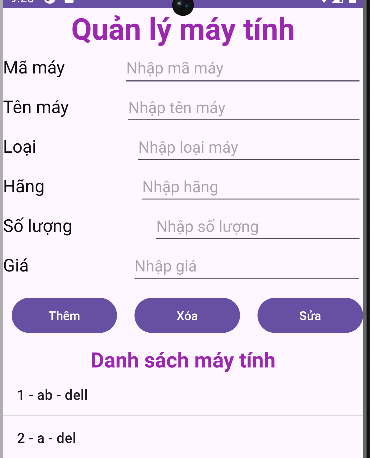 Quản lý máy tính
Mã máy Nhập mã máy
Tên máy Nhập tên máy
Loại Nhập loại máy
Hãng Nhập hãng
Số lượng Nhập số lượng
Giá Nhập giá
Thêm Xóa Sửa
Danh sách máy tính
1 - ab - dell
2 - a - del